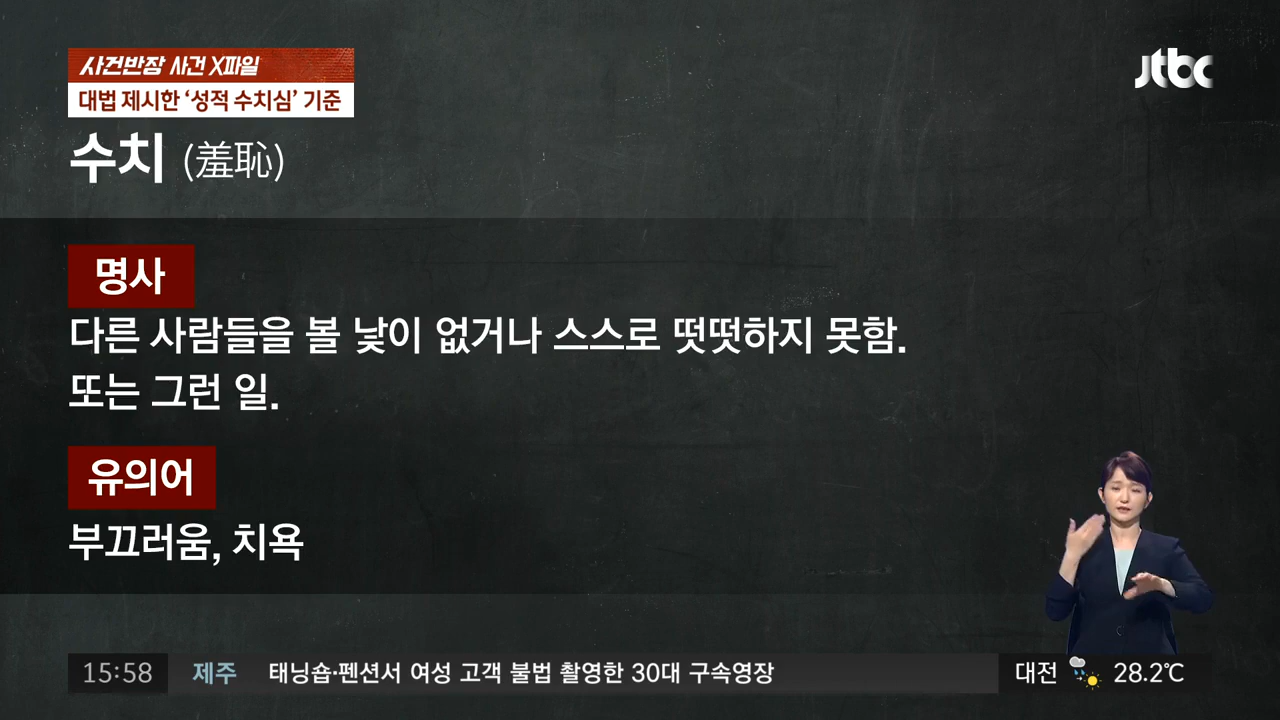 사건반장 사건 X파일
jtbc
대법 제시한 '성적 수치심' 기준
수치 (羞恥)
명사
다른 사람들을 볼 낯이 없거나 스스로 떳떳하지 못함.
또는 그런 일.
유의어
부끄러움, 치욕
15:58 제주 태닝숍·펜션서 여성 고객 불법 촬영한 30대 구속영장 대전 28.2℃